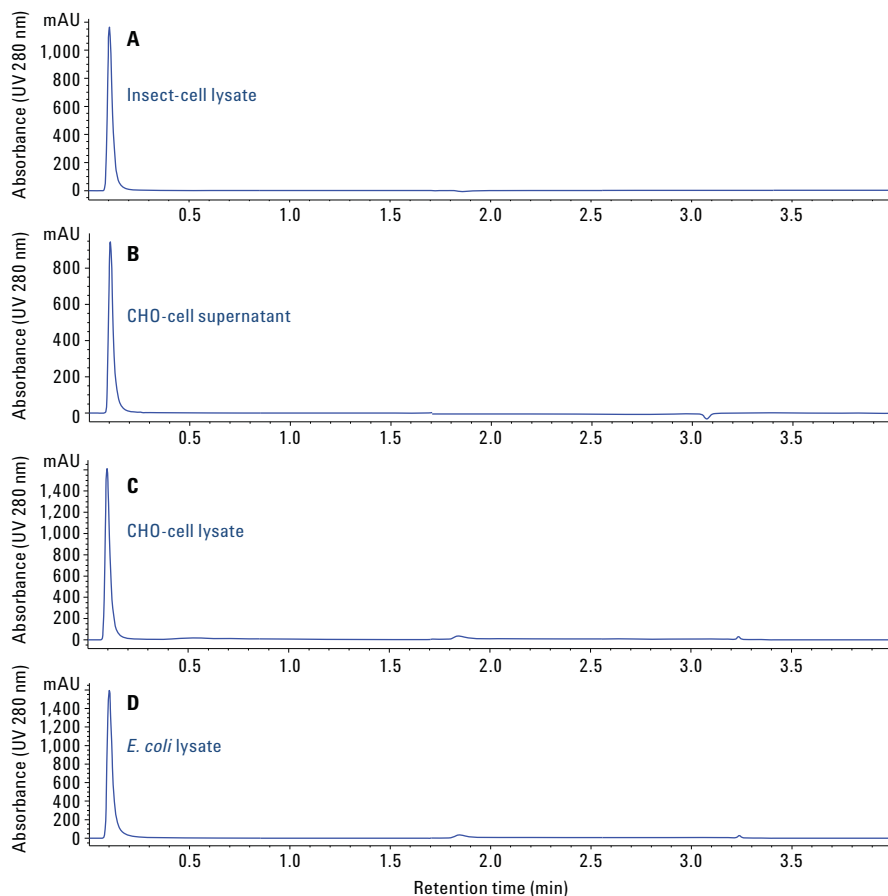 mAU
A
Absorbance (UV 280 nm)
Insect-cell lysate
1,000
800
600
400
200
0
0.5 1.0 1.5 2.0 2.5 3.0 3.5
mAU
B
Absorbance (UV 280 nm)
CHO-cell supernatant
800
600
400
200
0
0.5 1.0 1.5 2.0 2.5 3.0 3.5
mAU
C
Absorbance (UV 280 nm)
CHO-cell lysate
1,400
1,200
1,000
800
600
400
200
0
0.5 1.0 1.5 2.0 2.5 3.0 3.5
mAU
D
Absorbance (UV 280 nm)
E. coli lysate
1,400
1,200
1,000
800
600
400
200
0
0.5 1.0 1.5 2.0 2.5 3.0 3.5
Retention time (min)